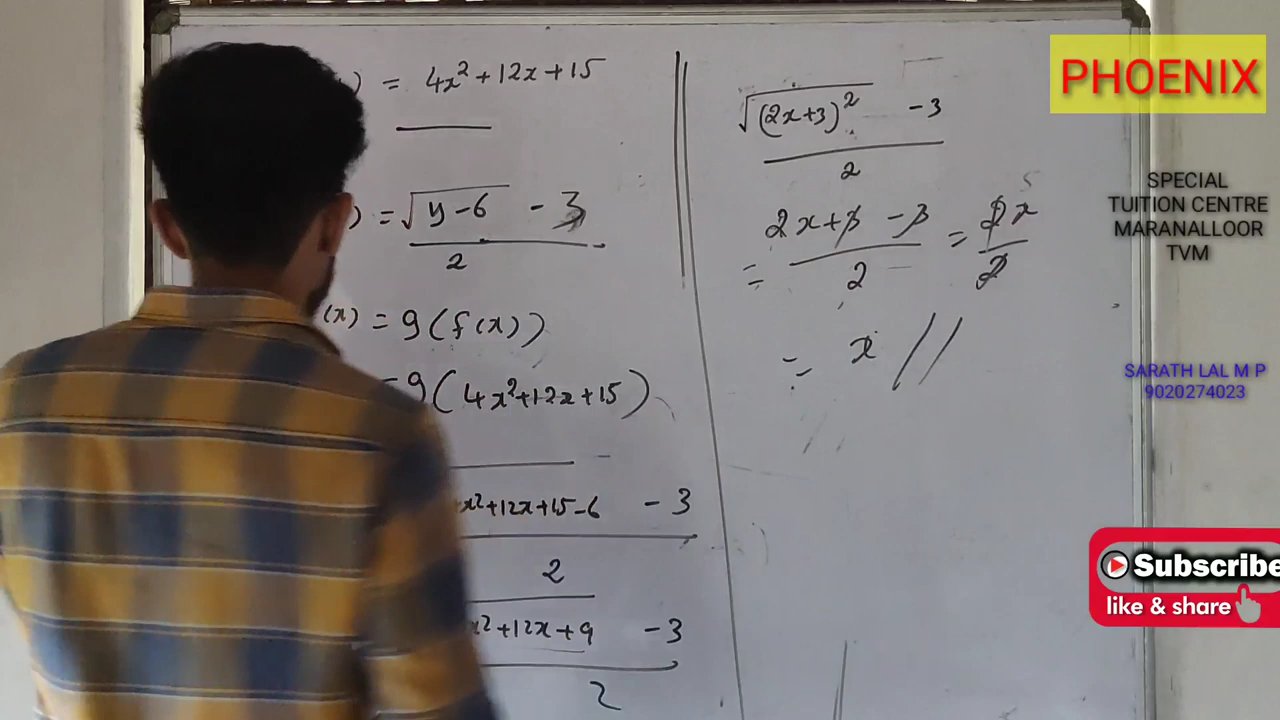 ) = 4x²+12x+15
) = √(y-6) - 3
2
(x) = g(f(x))
= g(4x²+12x+15)
x²+12x+15-6 - 3
2
x²+12x+9 - 3
2
√(2x+3)² - 3
2
= 2x+3 - 3 = 2x
2 2
= x //
PHOENIX
SPECIAL
TUITION CENTRE
MARANALLOOR
TVM
SARATH LAL M P
9020274023
Subscribe
like & share